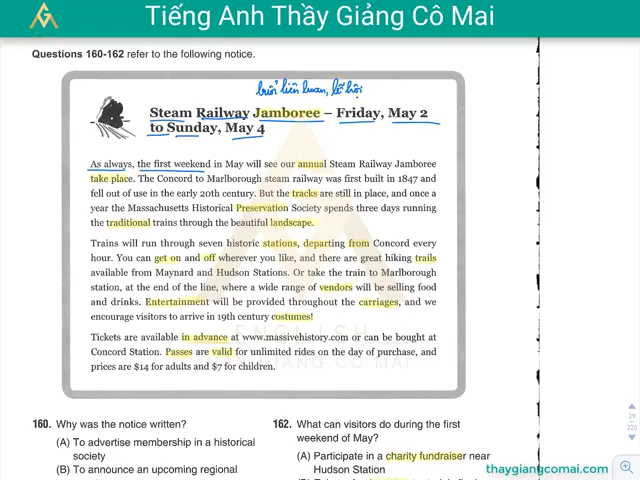 Tiếng Anh Thầy Giảng Cô Mai
Questions 160-162 refer to the following notice.
buổi liên hoan, lễ hội
Steam Railway Jamboree – Friday, May 2
to Sunday, May 4
As always, the first weekend in May will see our annual Steam Railway Jamboree
take place. The Concord to Marlborough steam railway was first built in 1847 and
fell out of use in the early 20th century. But the tracks are still in place, and once a
year the Massachusetts Historical Preservation Society spends three days running
the traditional trains through the beautiful landscape.
Trains will run through seven historic stations, departing from Concord every
hour. You can get on and off wherever you like, and there are great hiking trails
available from Maynard and Hudson Stations. Or take the train to Marlborough
station, at the end of the line, where a wide range of vendors will be selling food
and drinks. Entertainment will be provided throughout the carriages, and we
encourage visitors to arrive in 19th century costumes!
ENGLISH
Tickets are available in advance at www.massivehistory.com or can be bought at
Concord Station. Passes are valid for unlimited rides on the day of purchase, and
prices are $14 for adults and $7 for children.
160. Why was the notice written?
(A) To advertise membership in a historical
society
(B) To announce an upcoming regional
162. What can visitors do during the first
weekend of May?
(A) Participate in a charity fundraiser near
Hudson Station
29
220
thaygiangcomai.com